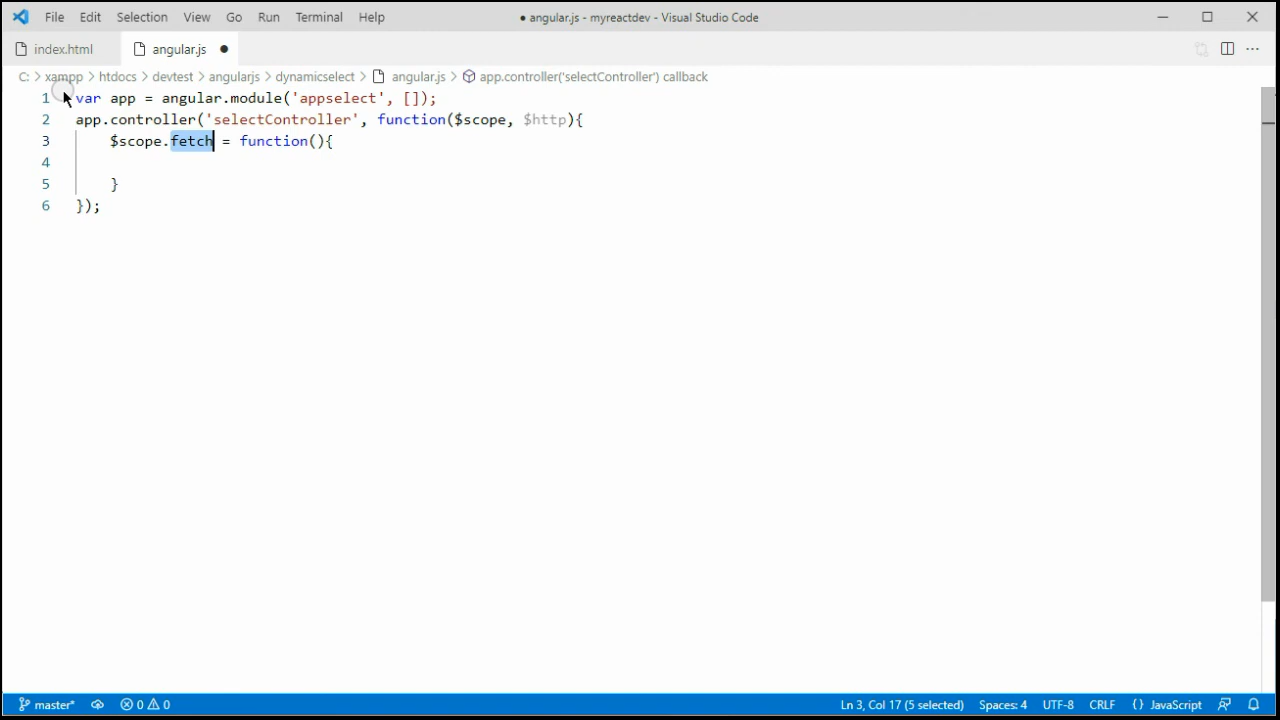 File Edit Selection View Go Run Terminal Help ● angular.js - myreactdev - Visual Studio Code
index.html angular.js ●
C: > xampp > htdocs > devtest > angularjs > dynamicselect > angular.js > app.controller('selectController') callback
1 var app = angular.module('appselect', []);
2 app.controller('selectController', function($scope, $http){
3 $scope.fetch = function(){
4
5 }
6 });
master* 0 0 Ln 3, Col 17 (5 selected) Spaces: 4 UTF-8 CRLF {} JavaScript